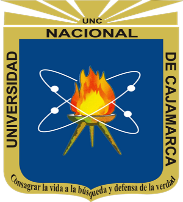 UNC
NACIONAL
UNIVERSIDAD
DE CAJAMARCA
Consagrar la vida a la búsqueda y defensa de la verdad